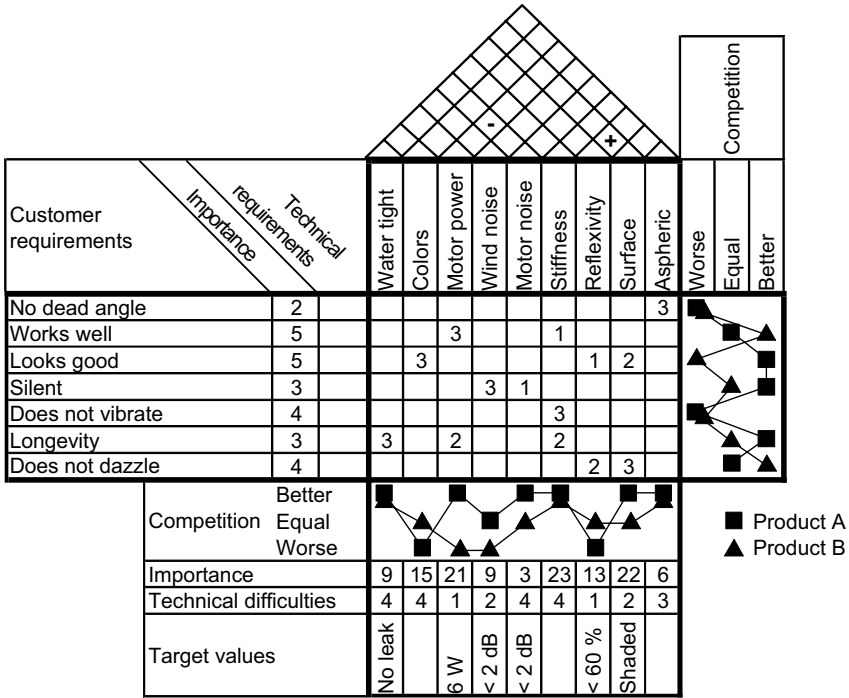 -
+
Competition
Customer
requirements
Importance
Technical
requirements
Water tight
Colors
Motor power
Wind noise
Motor noise
Stiffness
Reflexivity
Surface
Aspheric
Worse
Equal
Better
No dead angle 2 3
Works well 5 3 1
Looks good 5 3 1 2
Silent 3 3 1
Does not vibrate 4 3
Longevity 3 3 2 2
Does not dazzle 4 2 3
Better
Competition Equal
Worse
Product A
Product B
Importance 9 15 21 9 3 23 13 22 6
Technical difficulties 4 4 1 2 4 4 1 2 3
Target values
No leak
6 W
< 2 dB
< 2 dB
< 60 %
Shaded